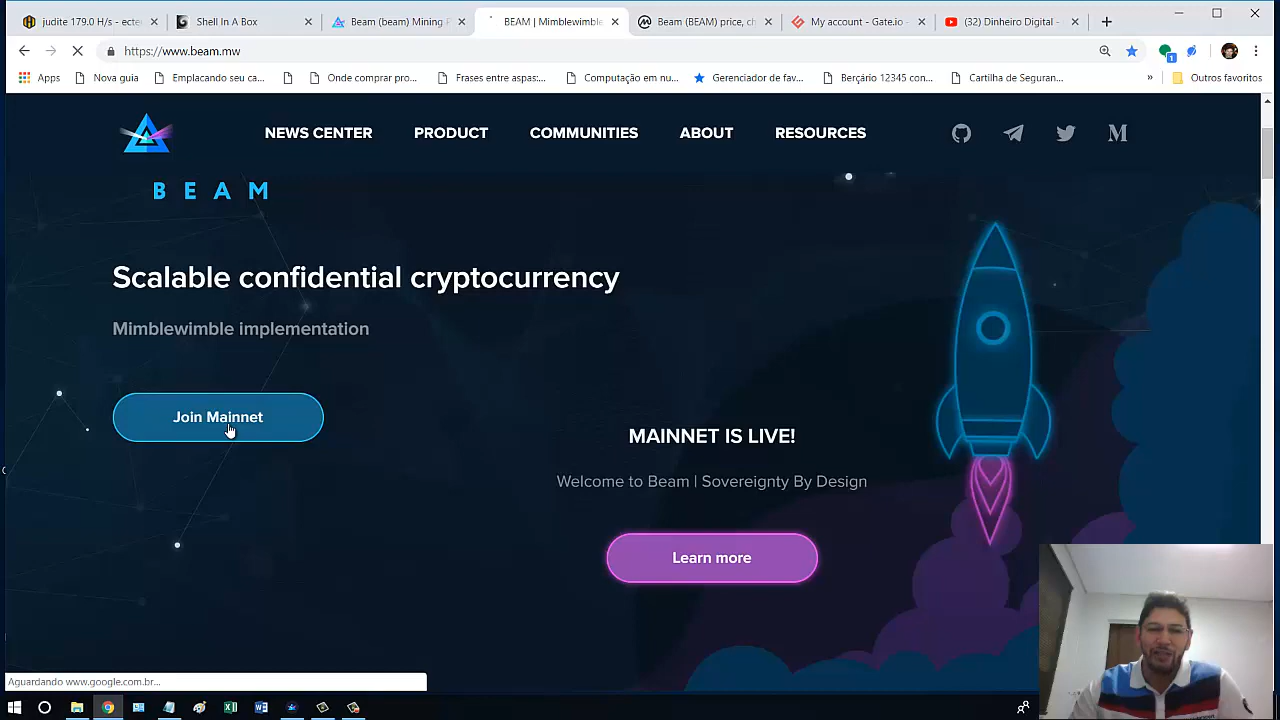 judite 179.0 H/s - ecte
Shell In A Box
Beam (beam) Mining P
BEAM | Mimblewimble
Beam (BEAM) price, ch
My account - Gate.io -
(32) Dinheiro Digital -
https://www.beam.mw
1
Apps
Nova guia
Emplacando seu ca...
Onde comprar pro...
Frases entre aspas:...
Computação em nu...
Gerenciador de fav...
Berçário 12345 con...
Cartilha de Seguran...
»
Outros favoritos
NEWS CENTER
PRODUCT
COMMUNITIES
ABOUT
RESOURCES
BEAM
Scalable confidential cryptocurrency
Mimblewimble implementation
Join Mainnet
MAINNET IS LIVE!
Welcome to Beam | Sovereignty By Design
Learn more
Aguardando www.google.com.br...